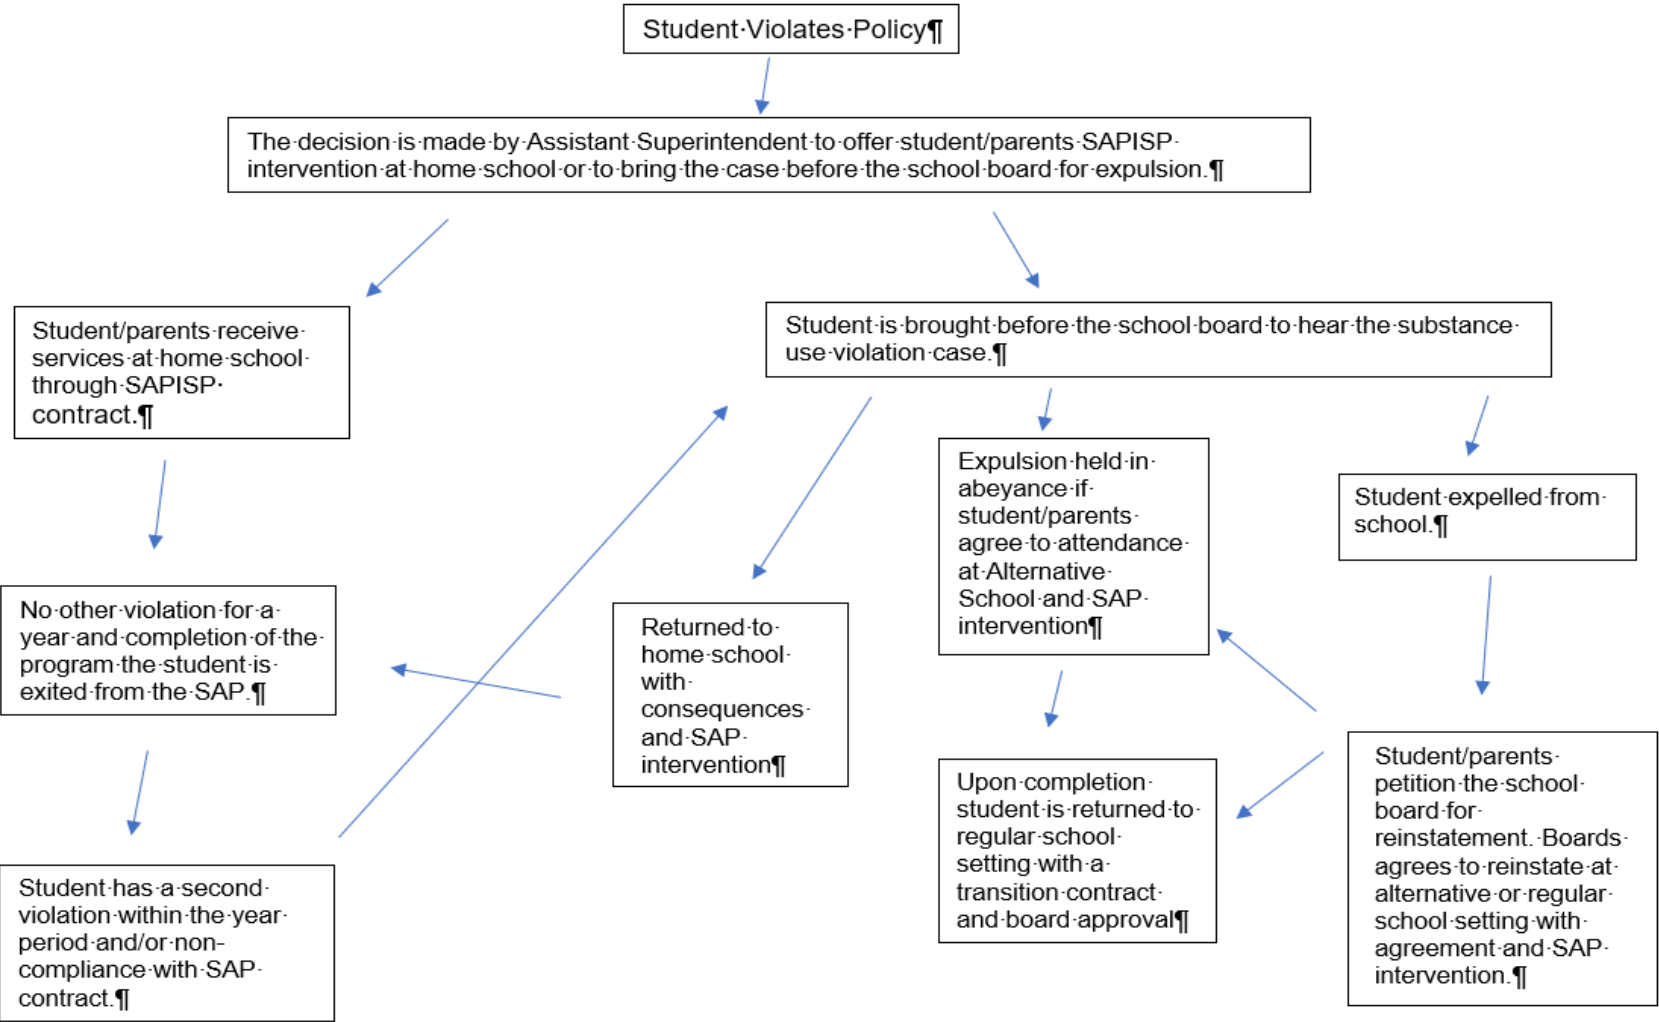 Student·Violates·Policy¶
The·decision·is·made·by·Assistant·Superintendent·to·offer·student/parents·SAPISP·
intervention·at·home·school·or·to·bring·the·case·before·the·school·board·for·expulsion.¶
Student/parents·receive·
services·at·home·school·
through·SAPISP·
contract.¶
Student·is·brought·before·the·school·board·to·hear·the·substance·
use·violation·case.¶
Expulsion·held·in·
abeyance·if·
student/parents·
agree·to·attendance·
at·Alternative·
School·and·SAP·
intervention¶
Student·expelled·from·
school.¶
No·other·violation·for·a·
year·and·completion·of·the·
program·the·student·is·
exited·from·the·SAP.¶
Returned·to·
home·school·
with·
consequences·
and·SAP·
intervention¶
Upon·completion·
student·is·returned·to·
regular·school·
setting·with·a·
transition·contract·
and·board·approval¶
Student/parents·
petition·the·school·
board·for·
reinstatement.·Boards·
agrees·to·reinstate·at·
alternative·or·regular·
school·setting·with·
agreement·and·SAP·
intervention.¶
Student·has·a·second·
violation·within·the·year·
period·and/or·non-
compliance·with·SAP·
contract.¶